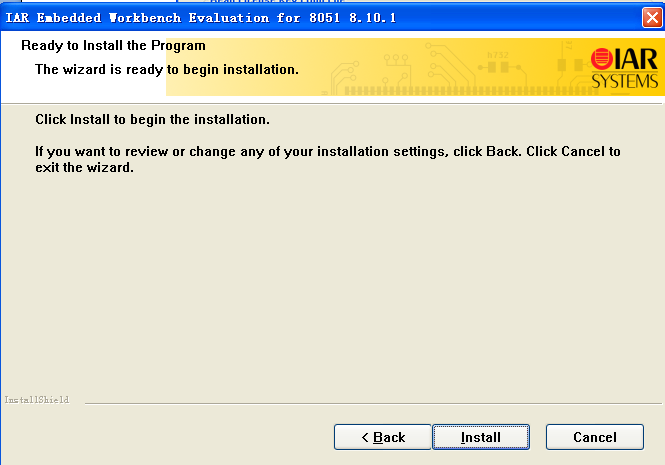 IAR Embedded Workbench Evaluation for 8051 8.10.1
Ready to Install the Program
The wizard is ready to begin installation.
IAR
SYSTEMS
Click Install to begin the installation.
If you want to review or change any of your installation settings, click Back. Click Cancel to
exit the wizard.
InstallShield
< Back
Install
Cancel